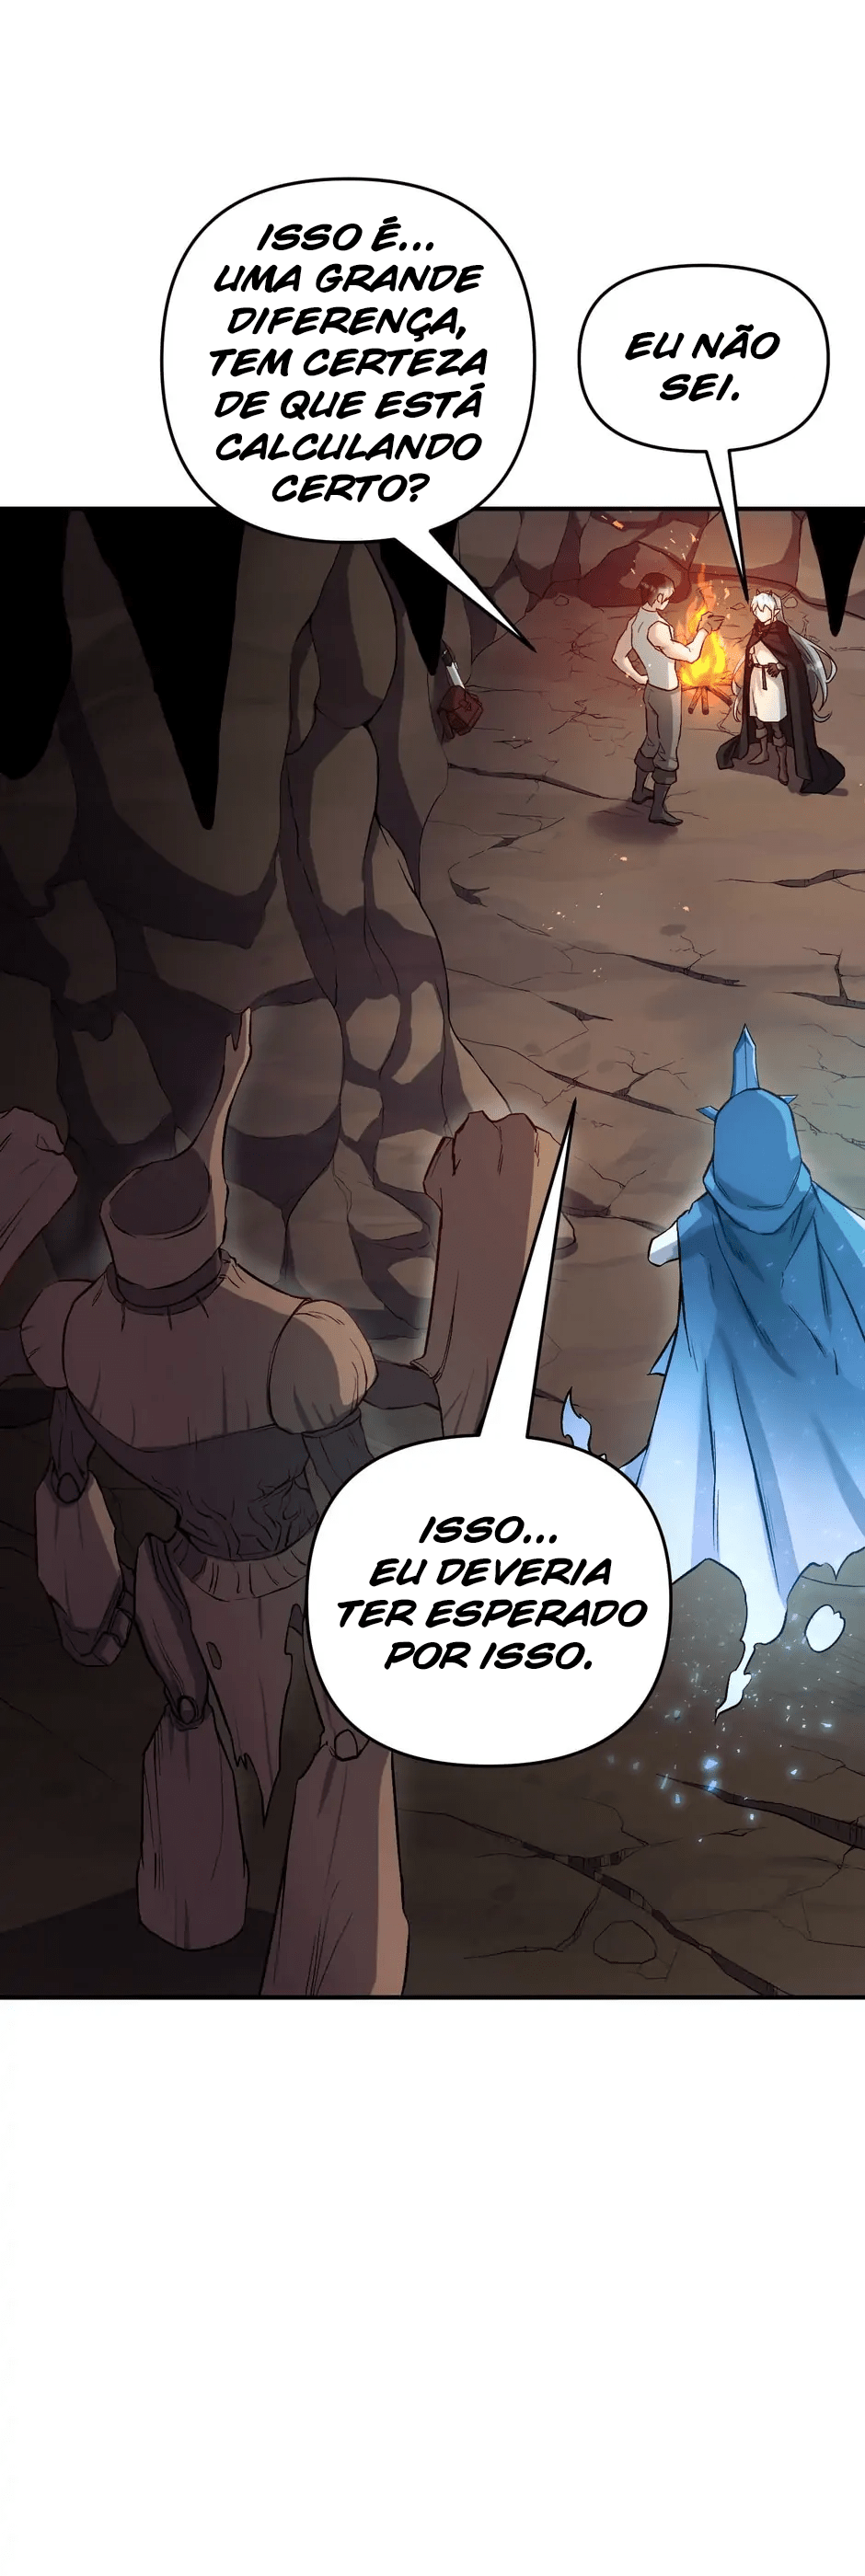 ISSO É...
UMA GRANDE
DIFERENÇA,
TEM CERTEZA
DE QUE ESTÁ
CALCULANDO
CERTO?
EU NÃO
SEI.
ISSO...
EU DEVERIA
TER ESPERADO
POR ISSO.